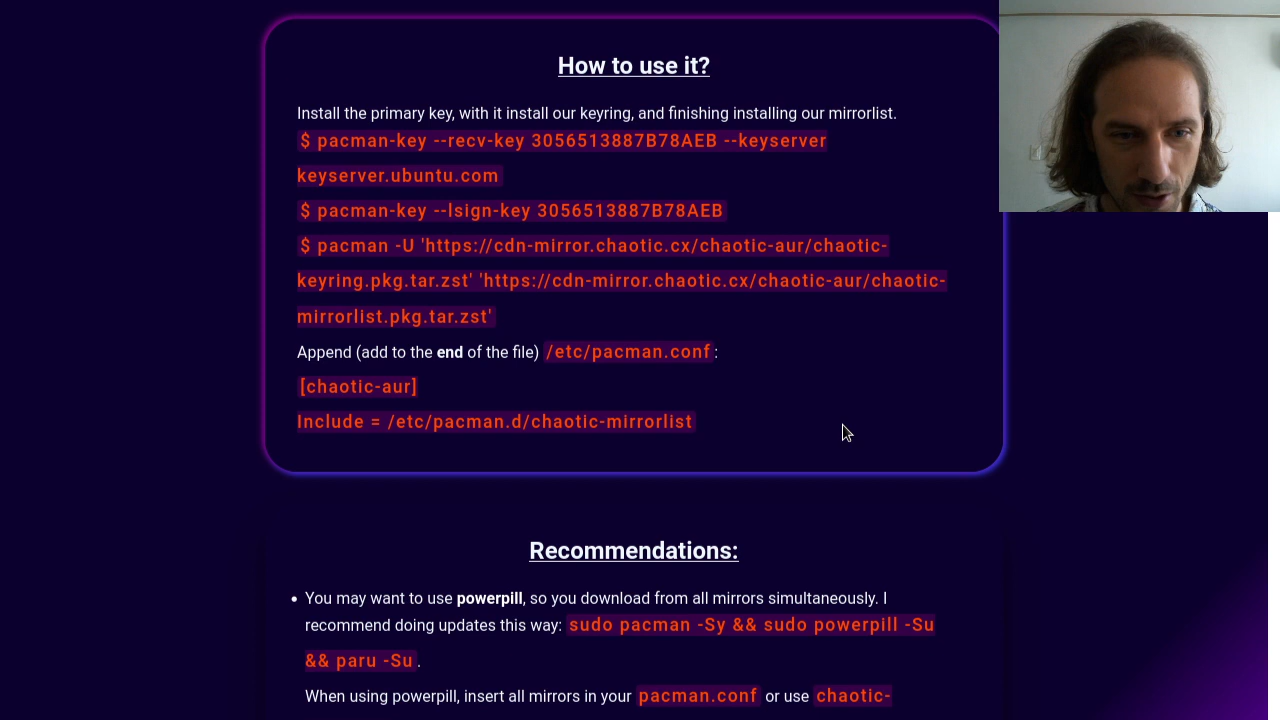 How to use it?
Install the primary key, with it install our keyring, and finishing installing our mirrorlist.
$ pacman-key --recv-key 3056513887B78AEB --keyserver
keyserver.ubuntu.com
$ pacman-key --lsign-key 3056513887B78AEB
$ pacman -U 'https://cdn-mirror.chaotic.cx/chaotic-aur/chaotic-
keyring.pkg.tar.zst' 'https://cdn-mirror.chaotic.cx/chaotic-aur/chaotic-
mirrorlist.pkg.tar.zst'
Append (add to the end of the file) /etc/pacman.conf:
[chaotic-aur]
Include = /etc/pacman.d/chaotic-mirrorlist
Recommendations:
• You may want to use powerpill, so you download from all mirrors simultaneously. I
recommend doing updates this way: sudo pacman -Sy && sudo powerpill -Su
&& paru -Su.
When using powerpill, insert all mirrors in your pacman.conf or use chaotic-